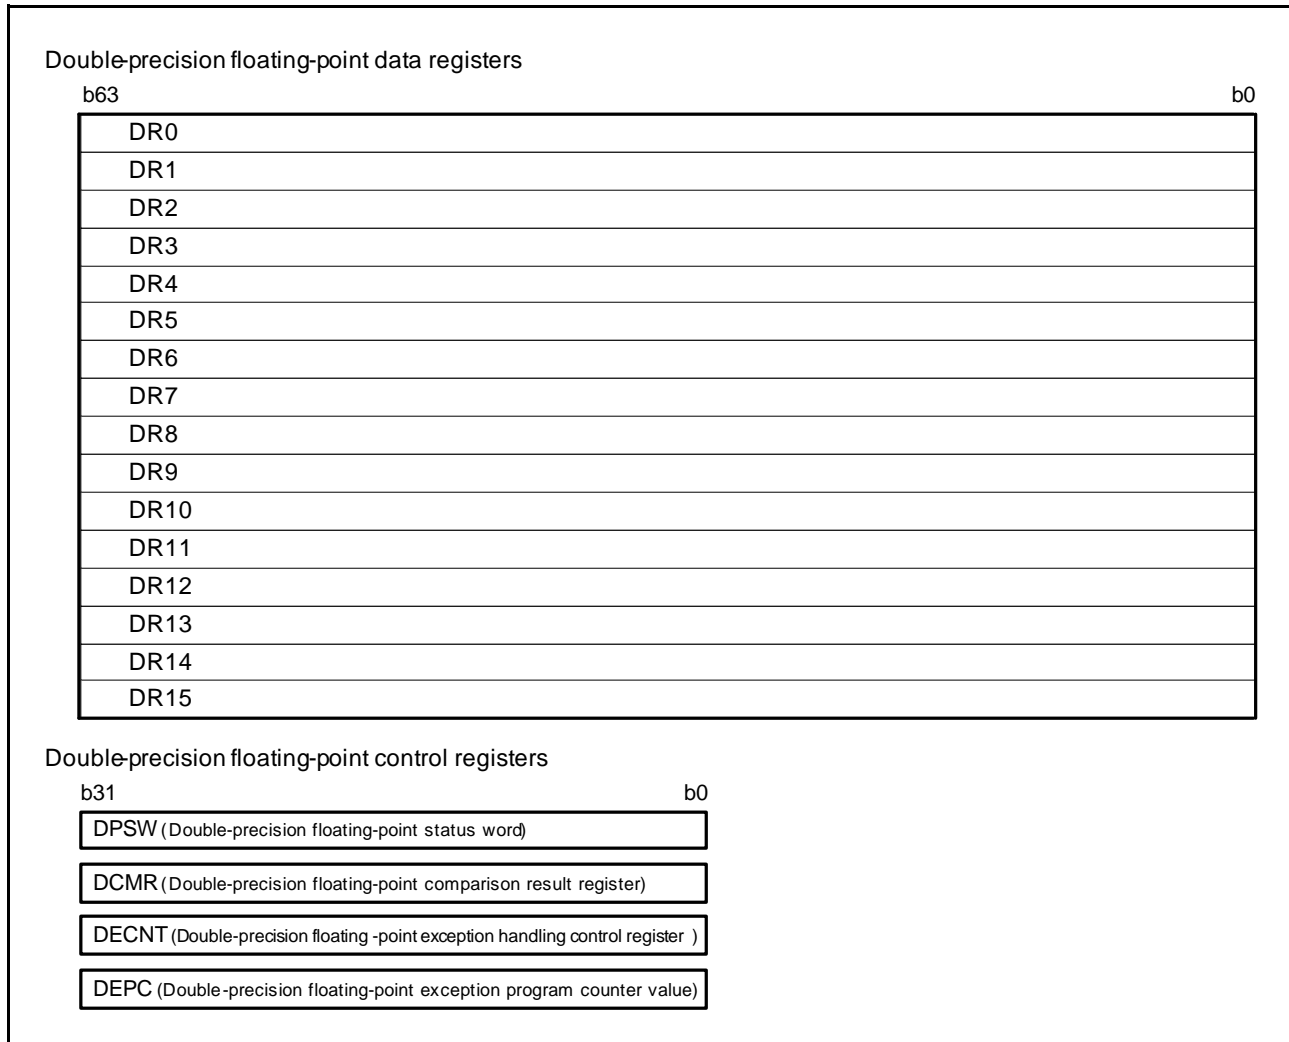 Double-precision floating-point data registers
b63 b0
DR0
DR1
DR2
DR3
DR4
DR5
DR6
DR7
DR8
DR9
DR10
DR11
DR12
DR13
DR14
DR15
Double-precision floating-point control registers
b31 b0
DPSW (Double-precision floating-point status word)
DCMR (Double-precision floating-point comparison result register)
DECNT (Double-precision floating -point exception handling control register )
DEPC (Double-precision floating-point exception program counter value)